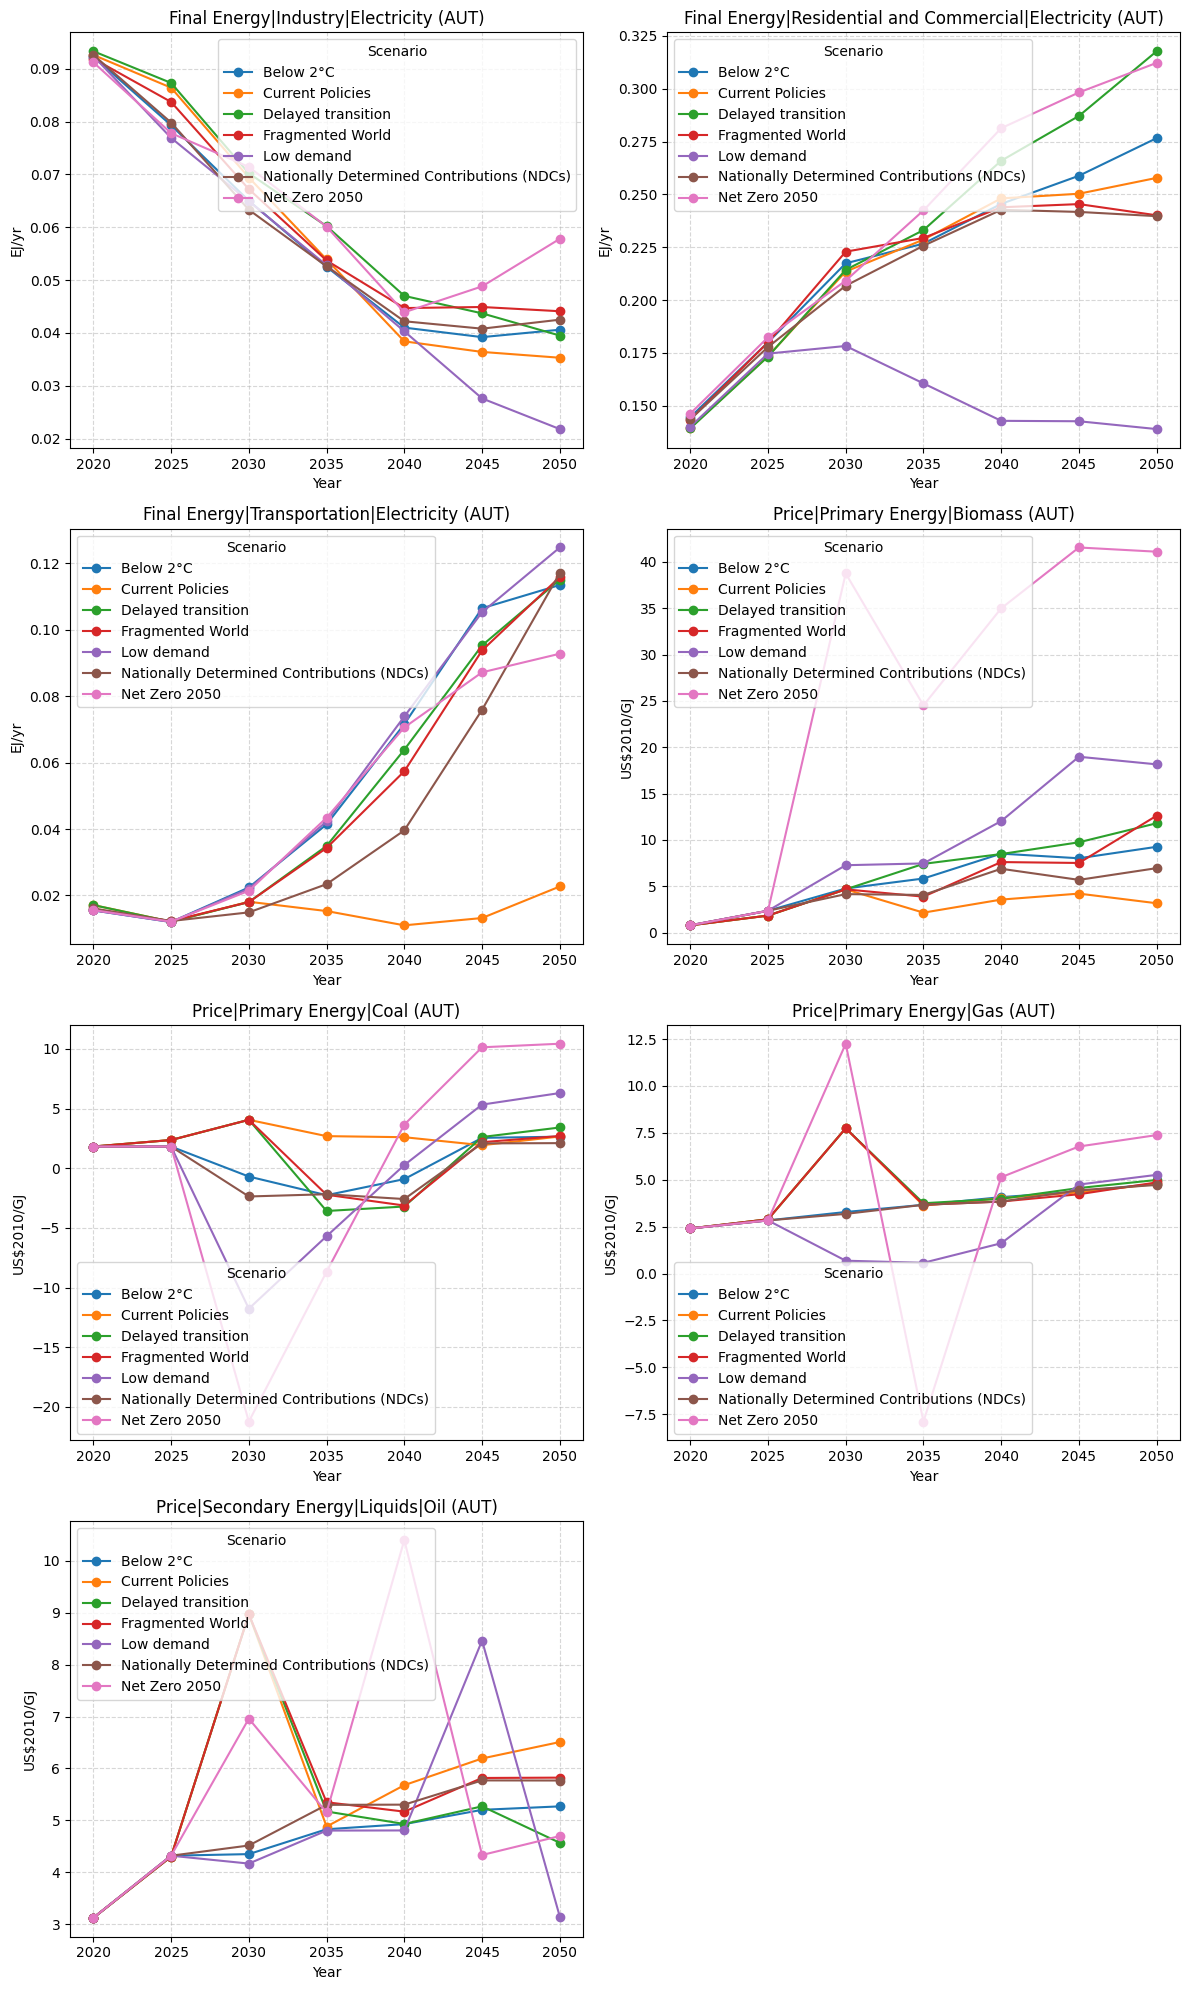 Final Energy|Industry|Electricity (AUT)
EJ/yr
0.09
0.08
0.07
0.06
0.05
0.04
0.03
0.02
Scenario
Below 2°C
Current Policies
Delayed transition
Fragmented World
Low demand
Nationally Determined Contributions (NDCs)
Net Zero 2050
2020 2025 2030 2035 2040 2045 2050
Year
Final Energy|Residential and Commercial|Electricity (AUT)
EJ/yr
0.325
0.300
0.275
0.250
0.225
0.200
0.175
0.150
Scenario
Below 2°C
Current Policies
Delayed transition
Fragmented World
Low demand
Nationally Determined Contributions (NDCs)
Net Zero 2050
2020 2025 2030 2035 2040 2045 2050
Year
Final Energy|Transportation|Electricity (AUT)
EJ/yr
0.12
0.10
0.08
0.06
0.04
0.02
Scenario
Below 2°C
Current Policies
Delayed transition
Fragmented World
Low demand
Nationally Determined Contributions (NDCs)
Net Zero 2050
2020 2025 2030 2035 2040 2045 2050
Year
Price|Primary Energy|Biomass (AUT)
US$2010/GJ
40
35
30
25
20
15
10
5
0
Scenario
Below 2°C
Current Policies
Delayed transition
Fragmented World
Low demand
Nationally Determined Contributions (NDCs)
Net Zero 2050
2020 2025 2030 2035 2040 2045 2050
Year
Price|Primary Energy|Coal (AUT)
US$2010/GJ
10
5
0
−5
−10
−15
−20
Scenario
Below 2°C
Current Policies
Delayed transition
Fragmented World
Low demand
Nationally Determined Contributions (NDCs)
Net Zero 2050
2020 2025 2030 2035 2040 2045 2050
Year
Price|Primary Energy|Gas (AUT)
US$2010/GJ
12.5
10.0
7.5
5.0
2.5
0.0
−2.5
−5.0
−7.5
Scenario
Below 2°C
Current Policies
Delayed transition
Fragmented World
Low demand
Nationally Determined Contributions (NDCs)
Net Zero 2050
2020 2025 2030 2035 2040 2045 2050
Year
Price|Secondary Energy|Liquids|Oil (AUT)
US$2010/GJ
10
9
8
7
6
5
4
3
Scenario
Below 2°C
Current Policies
Delayed transition
Fragmented World
Low demand
Nationally Determined Contributions (NDCs)
Net Zero 2050
2020 2025 2030 2035 2040 2045 2050
Year